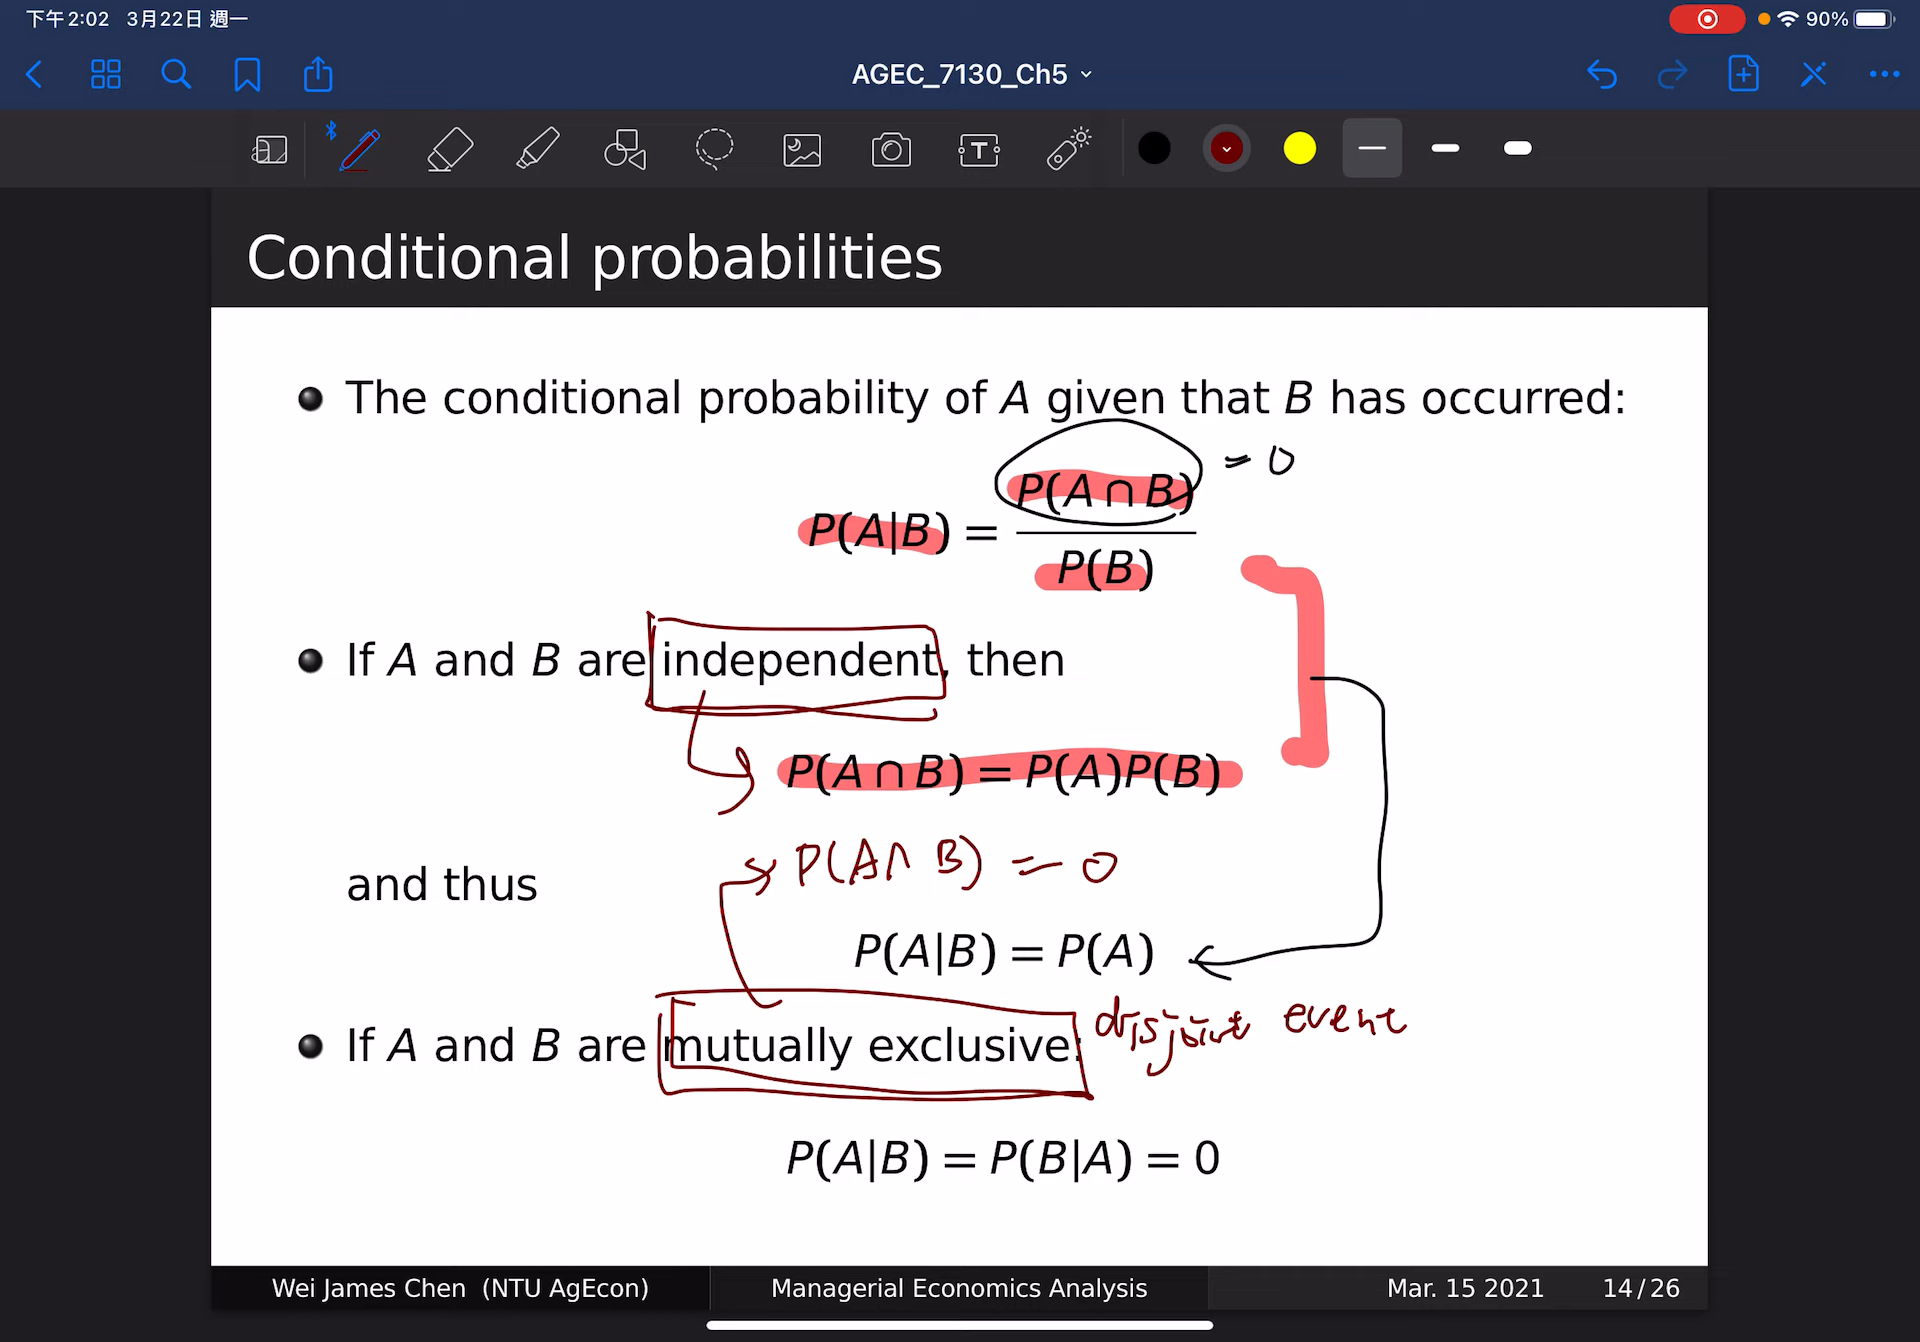 下午2:02 3月22日 週一
90%
AGEC_7130_Ch5
T
Conditional probabilities
The conditional probability of A given that B has occurred:
P(A|B) = P(A ∩ B) / P(B)
= 0
If A and B are independent, then
P(A ∩ B) = P(A)P(B)
P(A∩B) = 0
and thus
P(A|B) = P(A)
If A and B are mutually exclusive:
disjoint event
P(A|B) = P(B|A) = 0
Wei James Chen (NTU AgEcon) Managerial Economics Analysis Mar. 15 2021 14/26